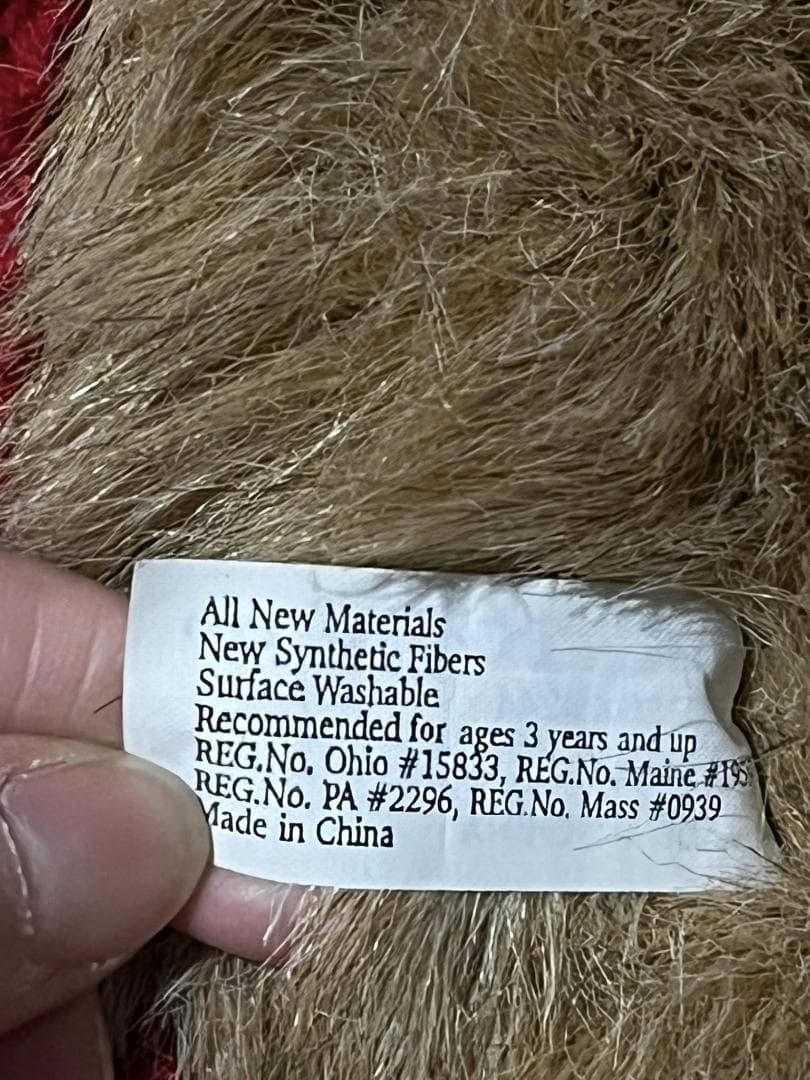 All New Materials
New Synthetic Fibers
Surface Washable
Recommended for ages 3 years and up
REG.No. Ohio #15833, REG.No. Maine
REG.No. PA #2296, REG.No. Mass #0939
Made in China